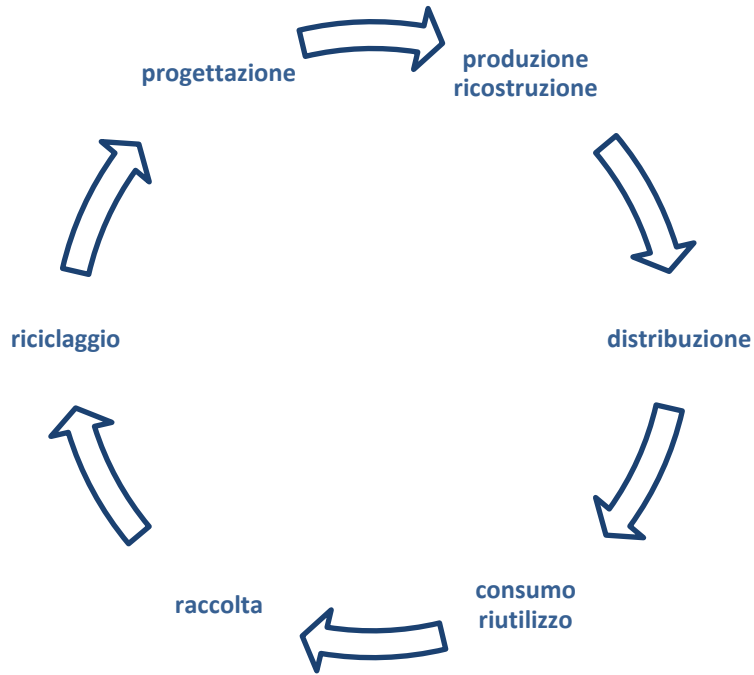 progettazione
produzione
ricostruzione
distribuzione
consumo
riutilizzo
raccolta
riciclaggio